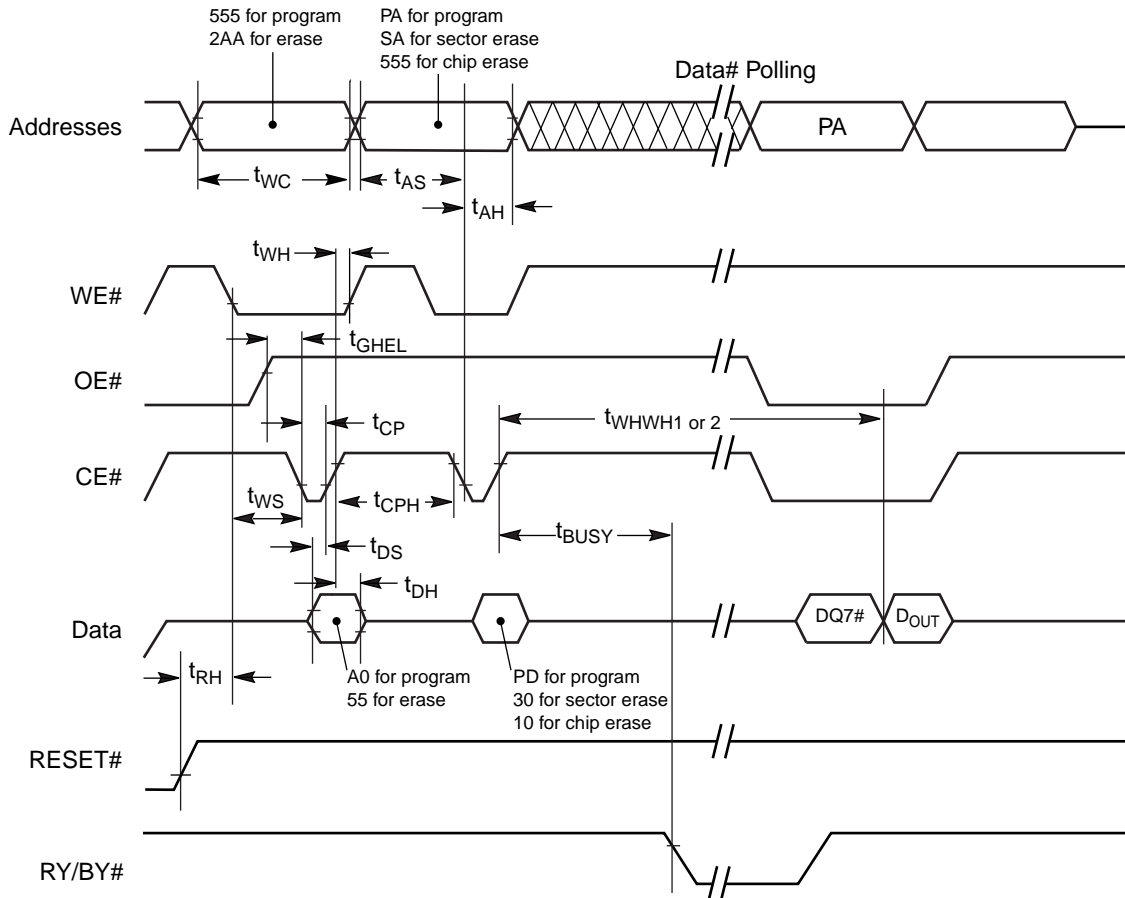 555 for program
2AA for erase
PA for program
SA for sector erase
555 for chip erase
Data# Polling
Addresses
PA
tWC
tAS
tAH
tWH
WE#
tGHEL
OE#
tWHWH1 or 2
tCP
CE#
tWS
tCPH
tBUSY
tDS
tDH
Data
DQ7#
DOUT
tRH
A0 for program
55 for erase
PD for program
30 for sector erase
10 for chip erase
RESET#
RY/BY#